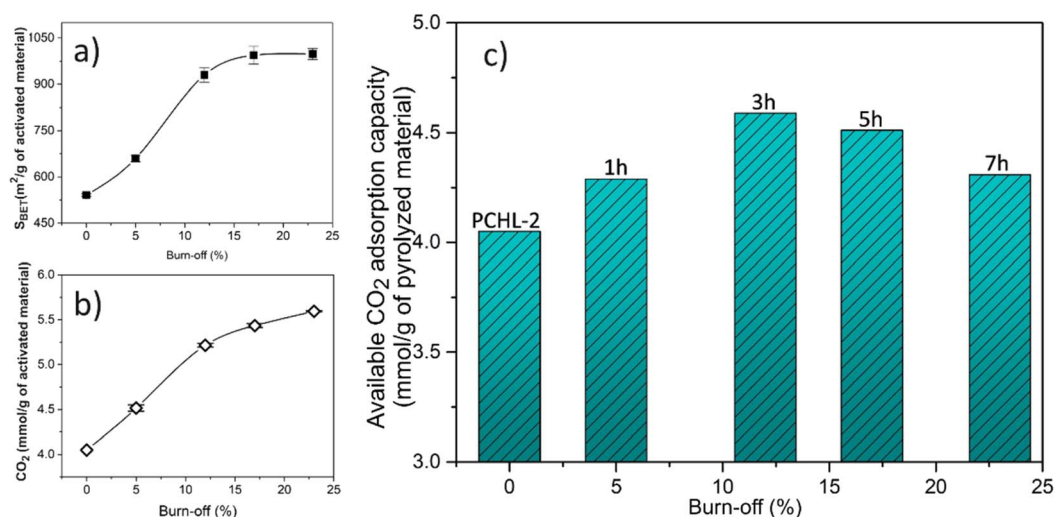 a)
S_BET(m²/g of activated material)
1050
900
750
600
450
0 5 10 15 20 25
Burn-off (%)
b)
CO₂ (mmol/g of activated material)
6.0
5.5
5.0
4.5
4.0
0 5 10 15 20 25
Burn-off (%)
c)
Available CO₂ adsorption capacity
(mmol/g of pyrolyzed material)
5.0
4.5
4.0
3.5
3.0
PCHL-2
1h
3h
5h
7h
0 5 10 15 20 25
Burn-off (%)